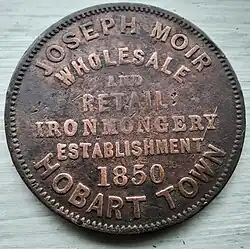 JOSEPH MOIR
WHOLESALE
AND
RETAIL
IRONMONGERY
ESTABLISHMENT
1850
HOBART TOWN